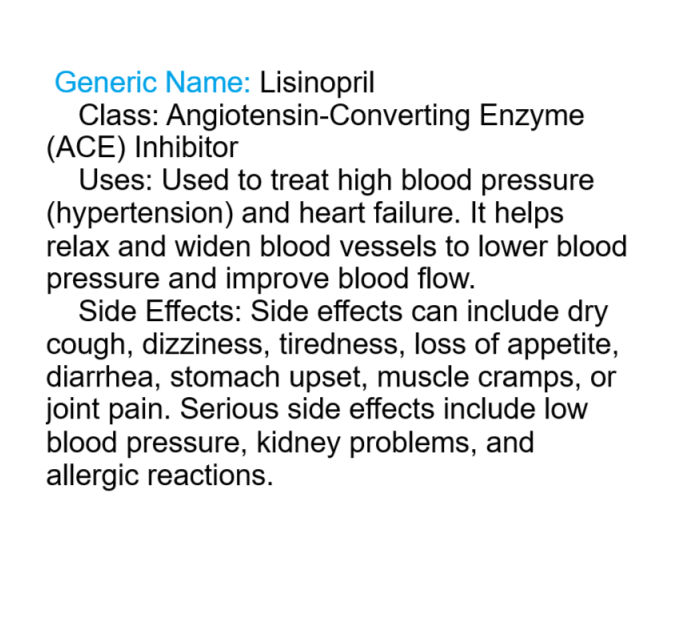 Generic Name: Lisinopril
Class: Angiotensin-Converting Enzyme
(ACE) Inhibitor
Uses: Used to treat high blood pressure
(hypertension) and heart failure. It helps
relax and widen blood vessels to lower blood
pressure and improve blood flow.
Side Effects: Side effects can include dry
cough, dizziness, tiredness, loss of appetite,
diarrhea, stomach upset, muscle cramps, or
joint pain. Serious side effects include low
blood pressure, kidney problems, and
allergic reactions.